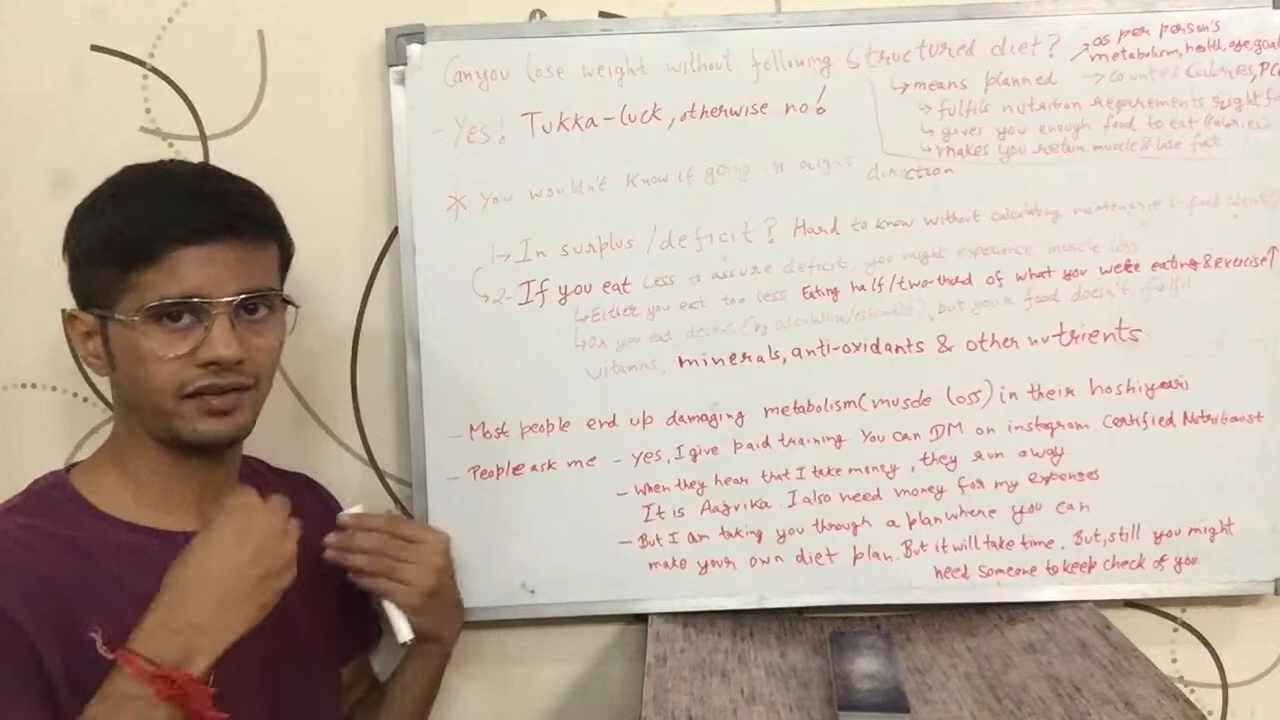 Can you lose weight without following structured diet?
↗as per person's
metabolism, health, age, goal
↳means planned → Counted Calories, PC
↳fulfils nutrition requirements
↳gives you enough food to eat (Calories)
↳makes you retain muscle & lose fact
- Yes! Tukka-luck, otherwise no!
* You wouldn't know if going in right direction
1- In surplus/deficit? Hard to know without calculating maintenance &
2- If you eat less to assure deficit, you might experience muscle loss
↳Either you eat too less Eating half/two-third of what you were eating & exercise↑
↳Or you eat decent (by calculation/estimate), but your food doesn't fulfil
vitamins, minerals, anti-oxidants & other nutrients.
- Most people end up damaging metabolism (muscle loss) in their hoshiyari
- People ask me - Yes, I give paid training You can DM on instagram. Certified Nutritionist
- When they hear that I take money, they run away.
It is Aajivika. I also need money for my expenses
- But I am taking you through a plan where you can
make your own diet plan. But it will take time. But, still you might
need someone to keep check of you